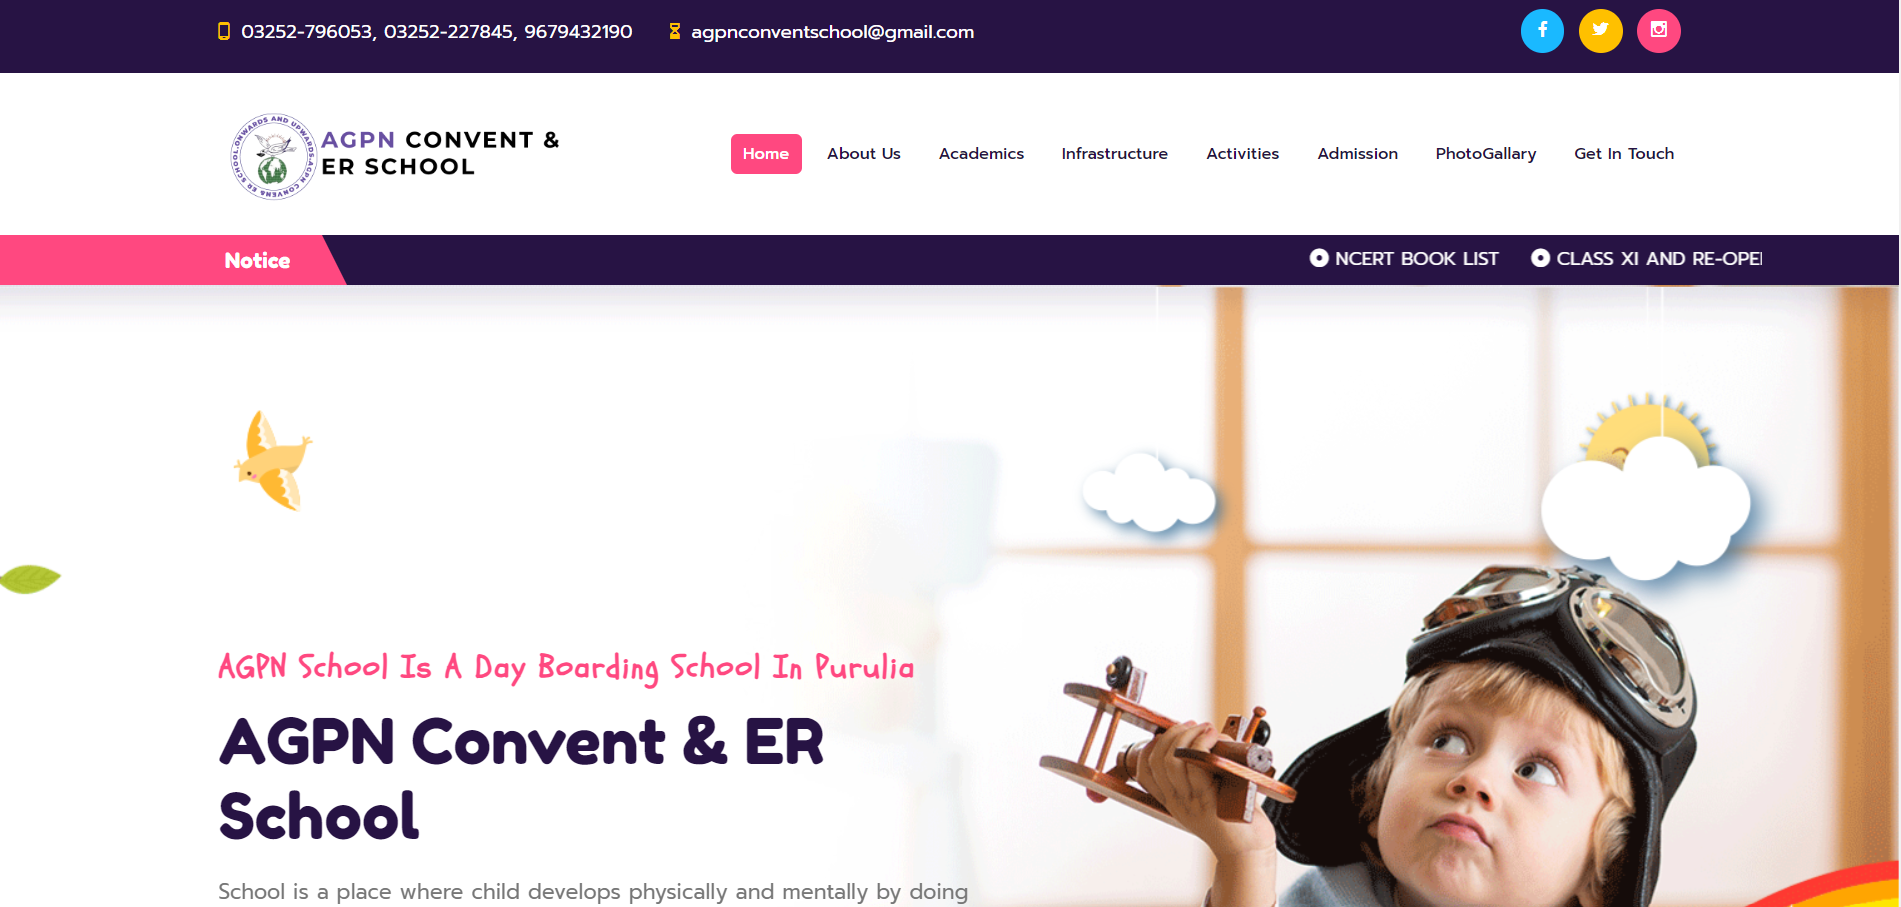 03252-796053, 03252-227845, 9679432190
agpnconventschool@gmail.com
ONWARDS AND UPWARDS. AGPN CONVENT & ER SCHOOL.
AGPN CONVENT &
ER SCHOOL
Home
About Us
Academics
Infrastructure
Activities
Admission
PhotoGallary
Get In Touch
Notice
NCERT BOOK LIST
CLASS XI AND RE-OPE
AGPN School Is A Day Boarding School In Purulia
AGPN Convent & ER
School
School is a place where child develops physically and mentally by doing